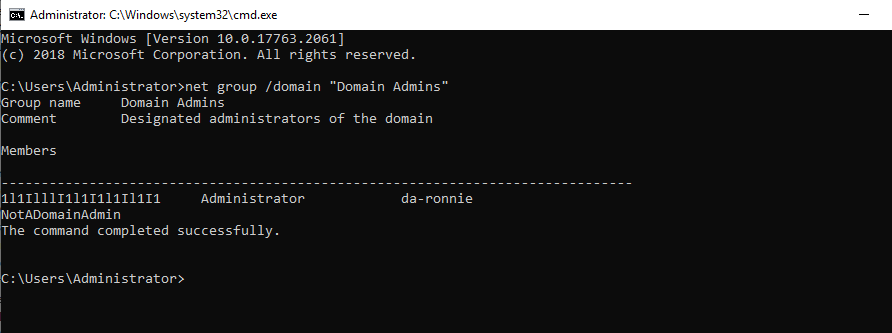 Administrator: C:\Windows\system32\cmd.exe
Microsoft Windows [Version 10.0.17763.2061]
(c) 2018 Microsoft Corporation. All rights reserved.
C:\Users\Administrator>net group /domain "Domain Admins"
Group name     Domain Admins
Comment        Designated administrators of the domain
Members
-------------------------------------------------------------------------------
1l1IlllI1l1I1l1Il1I1     Administrator            da-ronnie
NotADomainAdmin
The command completed successfully.
C:\Users\Administrator>